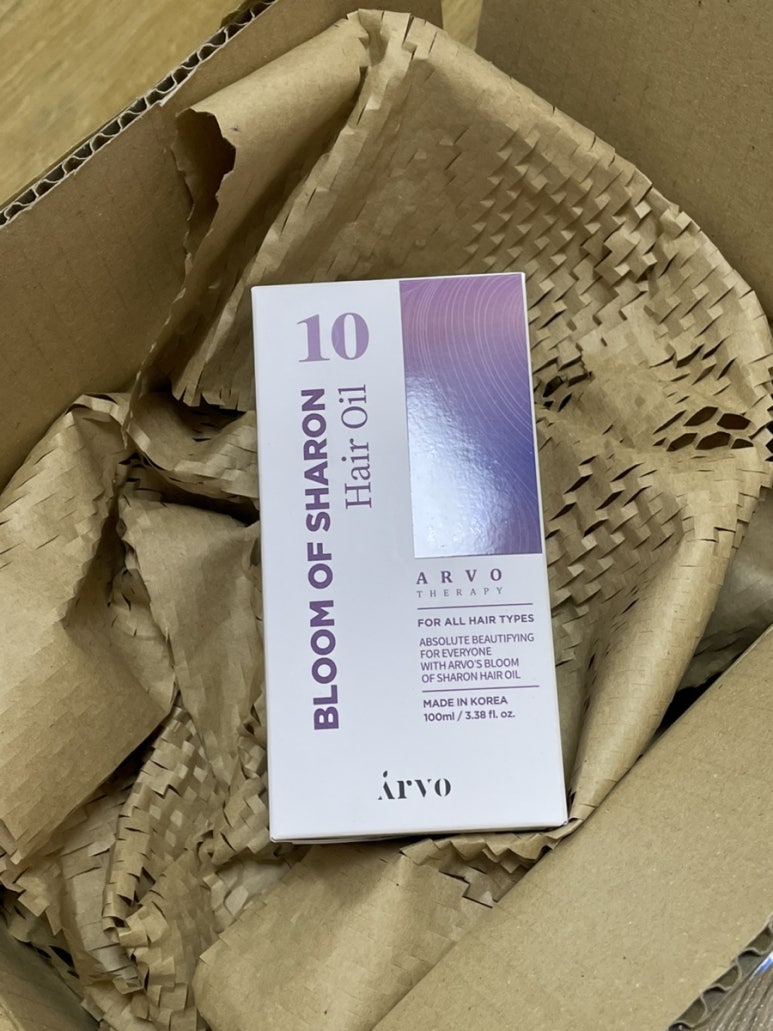 10
BLOOM OF SHARON
Hair Oil
ARVO
THERAPY
FOR ALL HAIR TYPES
ABSOLUTE BEAUTIFYING
FOR EVERYONE
WITH ARVO'S BLOOM
OF SHARON HAIR OIL
MADE IN KOREA
100ml / 3.38 fl. oz.
Árvo